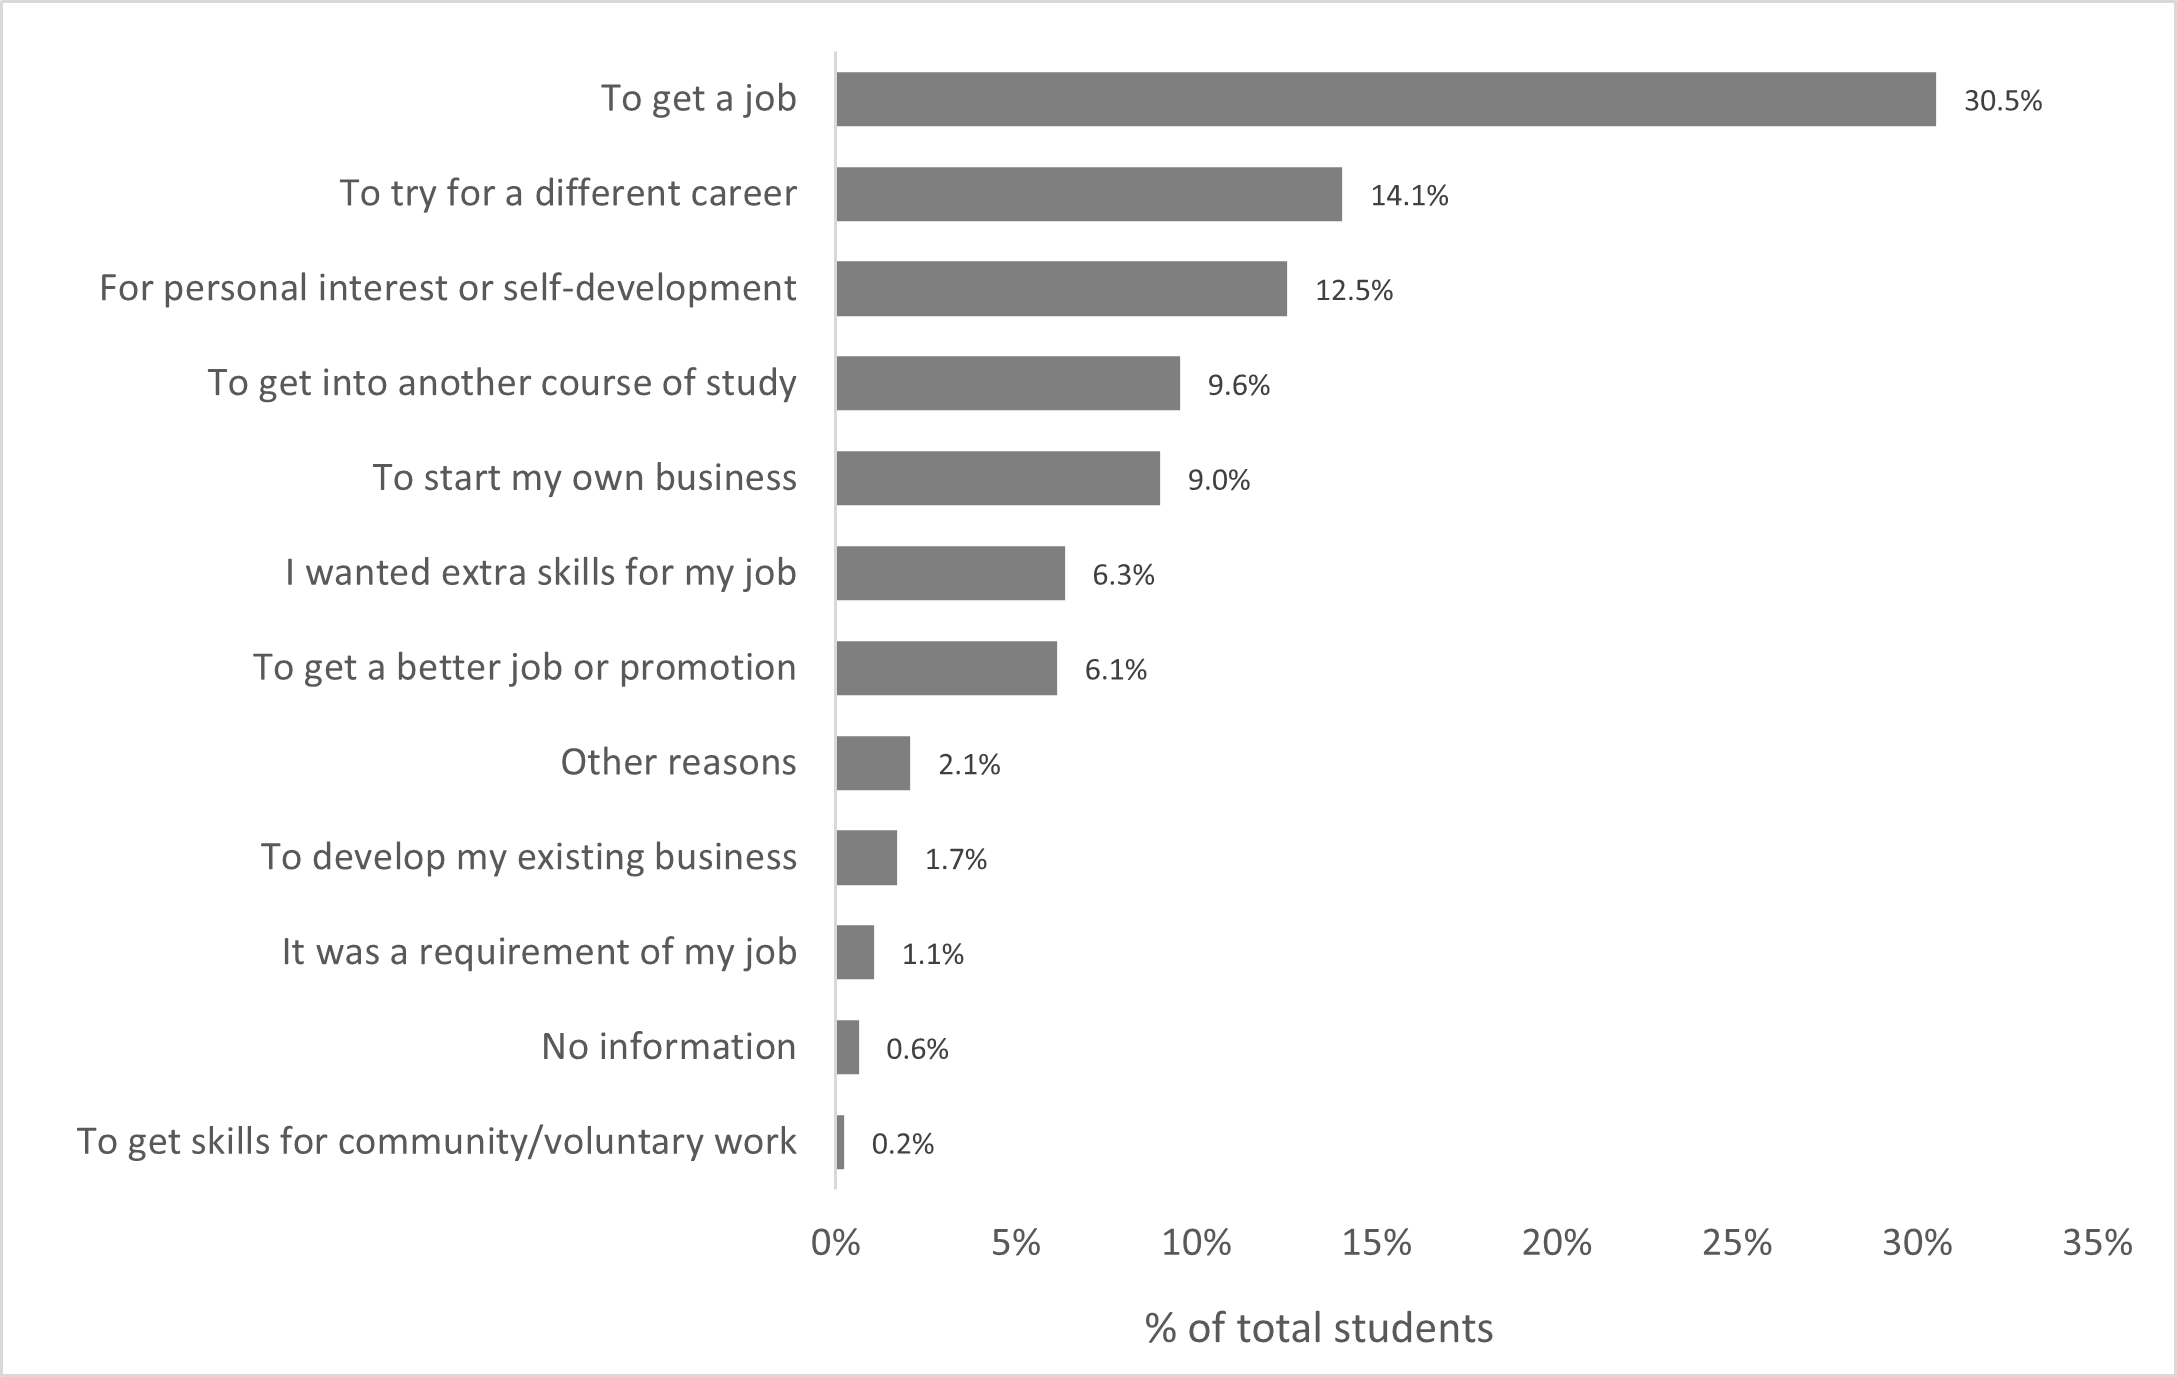 To get a job 30.5%
To try for a different career 14.1%
For personal interest or self-development 12.5%
To get into another course of study 9.6%
To start my own business 9.0%
I wanted extra skills for my job 6.3%
To get a better job or promotion 6.1%
Other reasons 2.1%
To develop my existing business 1.7%
It was a requirement of my job 1.1%
No information 0.6%
To get skills for community/voluntary work 0.2%
0% 5% 10% 15% 20% 25% 30% 35%
% of total students